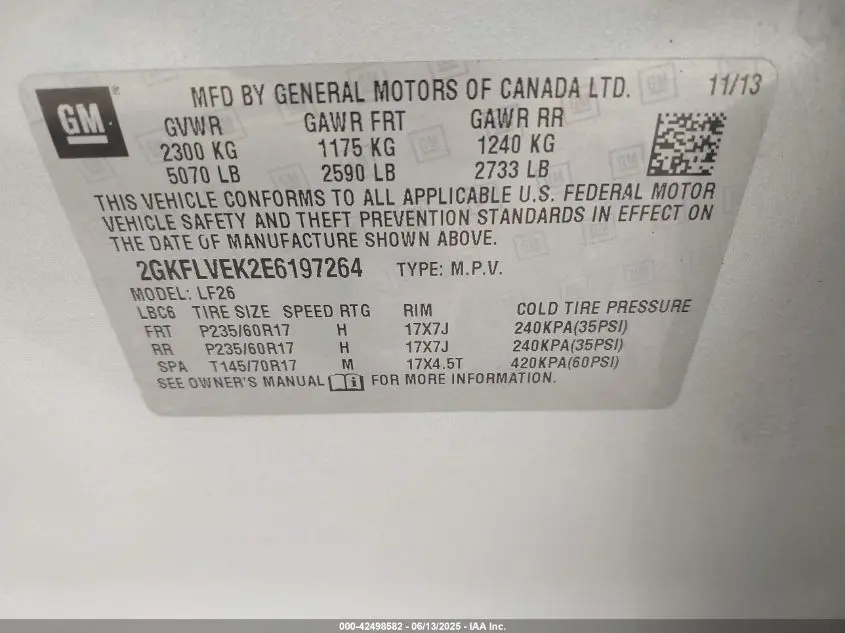 GM
MFD BY GENERAL MOTORS OF CANADA LTD. 11/13
GVWR GAWR FRT GAWR RR
2300 KG 1175 KG 1240 KG
5070 LB 2590 LB 2733 LB
THIS VEHICLE CONFORMS TO ALL APPLICABLE U.S. FEDERAL MOTOR
VEHICLE SAFETY AND THEFT PREVENTION STANDARDS IN EFFECT ON
THE DATE OF MANUFACTURE SHOWN ABOVE.
2GKFLVEK2E6197264 TYPE: M.P.V.
MODEL: LF26
LBC6 TIRE SIZE SPEED RTG RIM COLD TIRE PRESSURE
FRT P235/60R17 H 17X7J 240KPA(35PSI)
RR P235/60R17 H 17X7J 240KPA(35PSI)
SPA T145/70R17 M 17X4.5T 420KPA(60PSI)
SEE OWNER'S MANUAL FOR MORE INFORMATION.
000-42498582 - 06/13/2025 - IAA Inc.